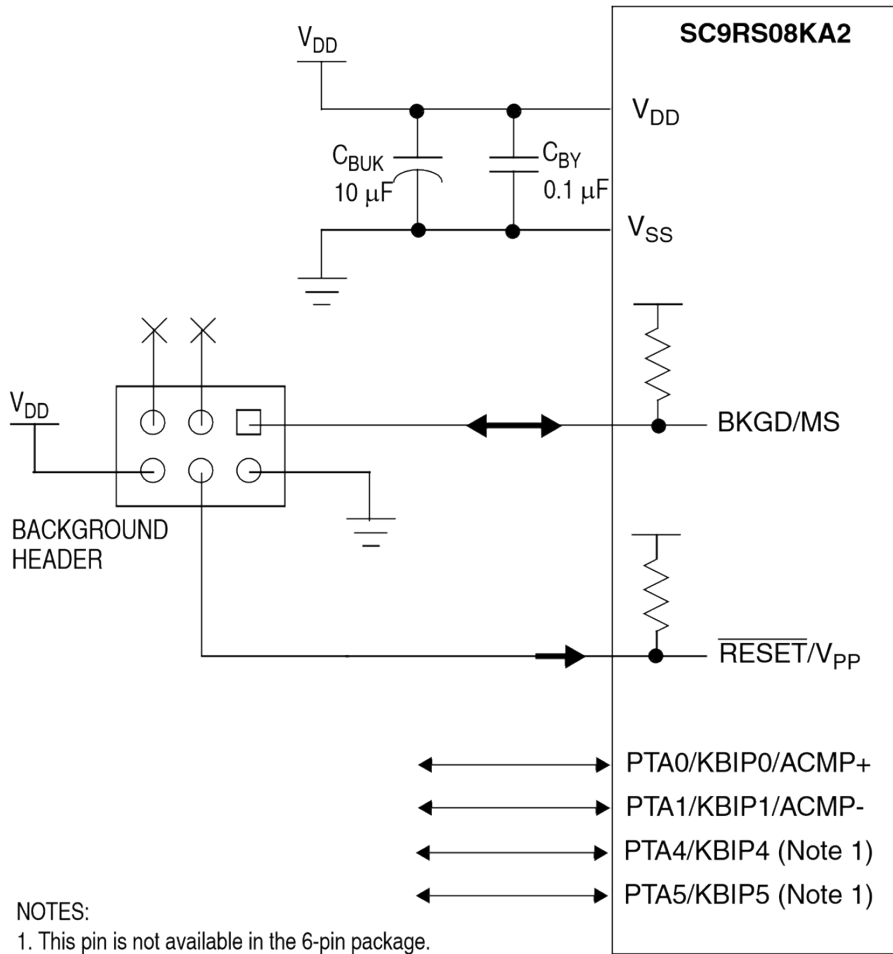 SC9RS08KA2
VDD
VDD
CBUK
10 μF
CBY
0.1 μF
VSS
VDD
BKGD/MS
BACKGROUND
HEADER
RESET/VPP
PTA0/KBIP0/ACMP+
PTA1/KBIP1/ACMP-
PTA4/KBIP4 (Note 1)
PTA5/KBIP5 (Note 1)
NOTES:
1. This pin is not available in the 6-pin package.